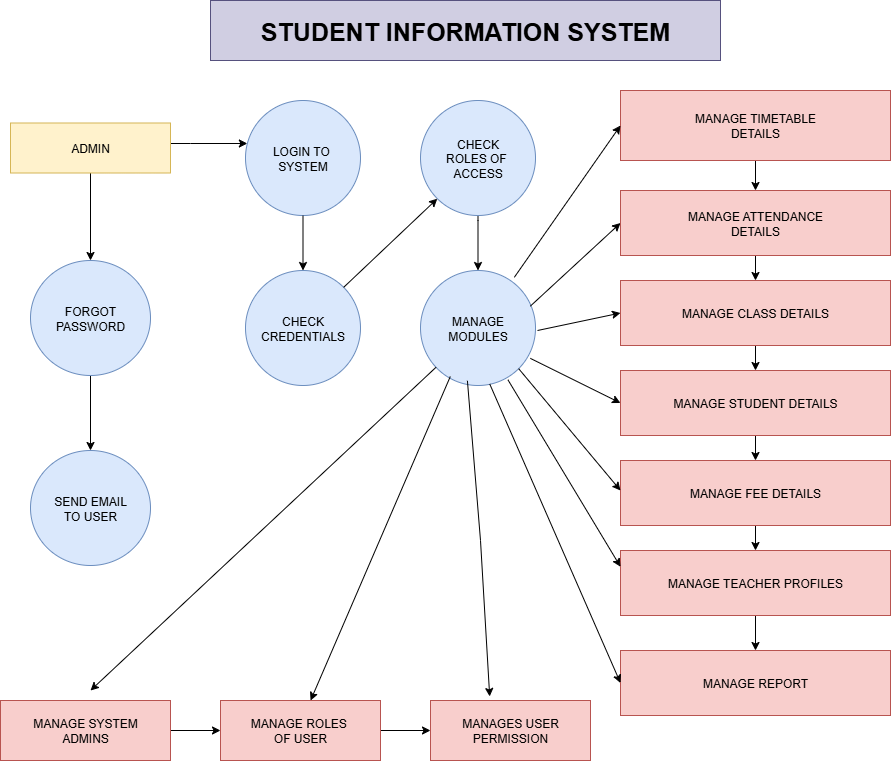 STUDENT INFORMATION SYSTEM
ADMIN
LOGIN TO
SYSTEM
CHECK
ROLES OF
ACCESS
MANAGE TIMETABLE
DETAILS
MANAGE ATTENDANCE
DETAILS
FORGOT
PASSWORD
CHECK
CREDENTIALS
MANAGE
MODULES
MANAGE CLASS DETAILS
MANAGE STUDENT DETAILS
SEND EMAIL
TO USER
MANAGE FEE DETAILS
MANAGE TEACHER PROFILES
MANAGE REPORT
MANAGE SYSTEM
ADMINS
MANAGE ROLES
OF USER
MANAGES USER
PERMISSION